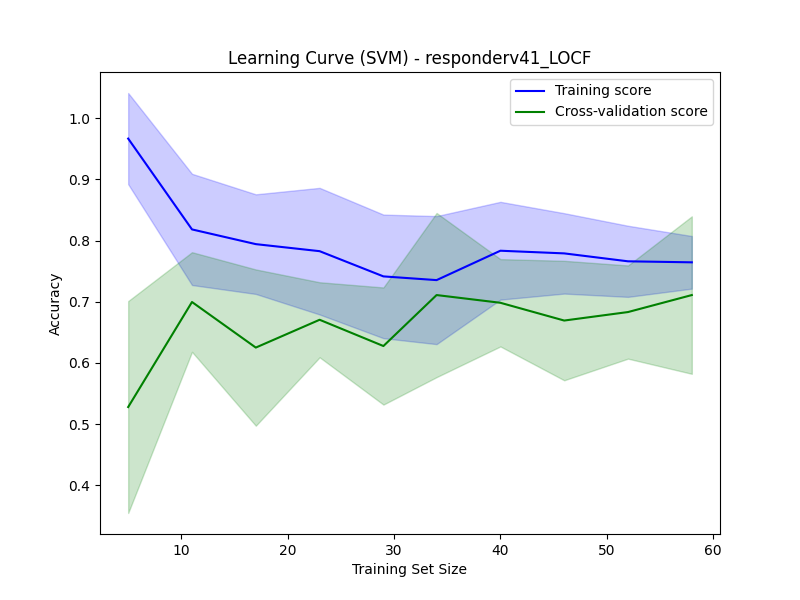 Learning Curve (SVM) - responderv41_LOCF
Training score
Cross-validation score
Accuracy
1.0
0.9
0.8
0.7
0.6
0.5
0.4
10 20 30 40 50 60
Training Set Size